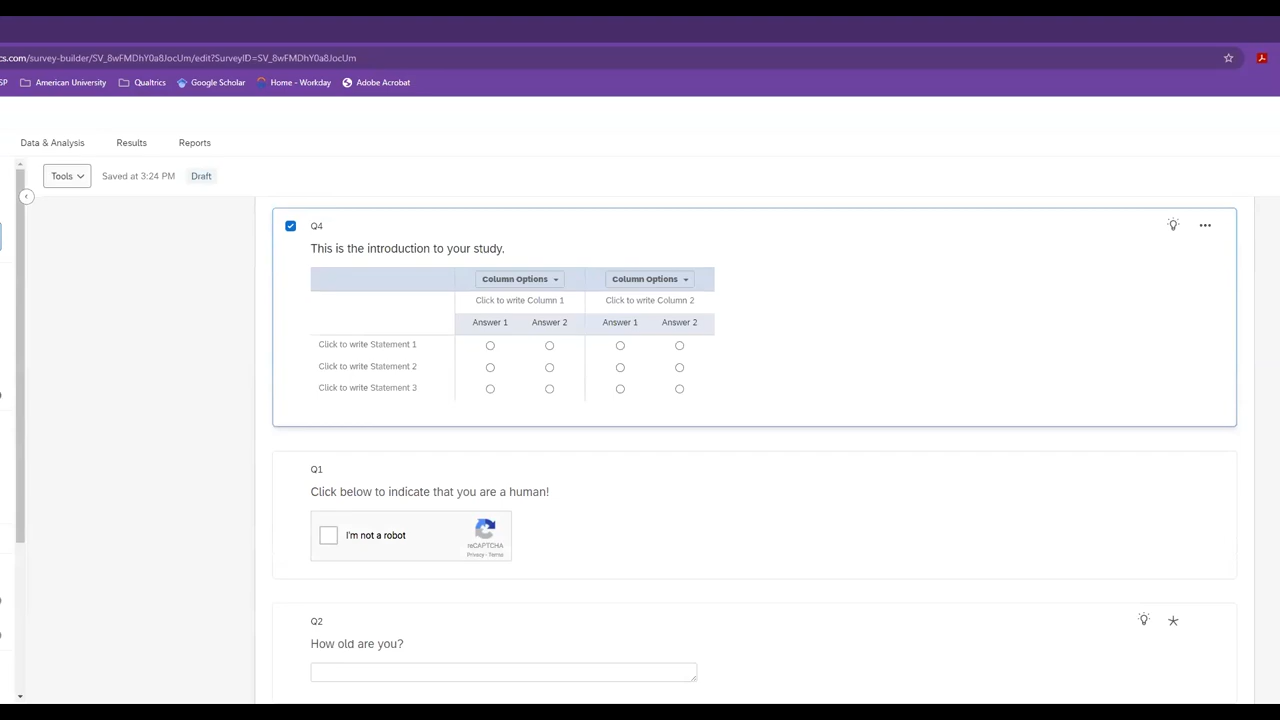 cs.com/survey-builder/SV_8wFMDhY0a8JocUm/edit?SurveyID=SV_8wFMDhY0a8JocUm
SP American University Qualtrics Google Scholar Home - Workday Adobe Acrobat
Data & Analysis Results Reports
Tools Saved at 3:24 PM Draft
Q4
This is the introduction to your study.
Column Options Column Options
Click to write Column 1 Click to write Column 2
Answer 1 Answer 2 Answer 1 Answer 2
Click to write Statement 1
Click to write Statement 2
Click to write Statement 3
Q1
Click below to indicate that you are a human!
I'm not a robot
reCAPTCHA
Privacy - Terms
Q2
How old are you?